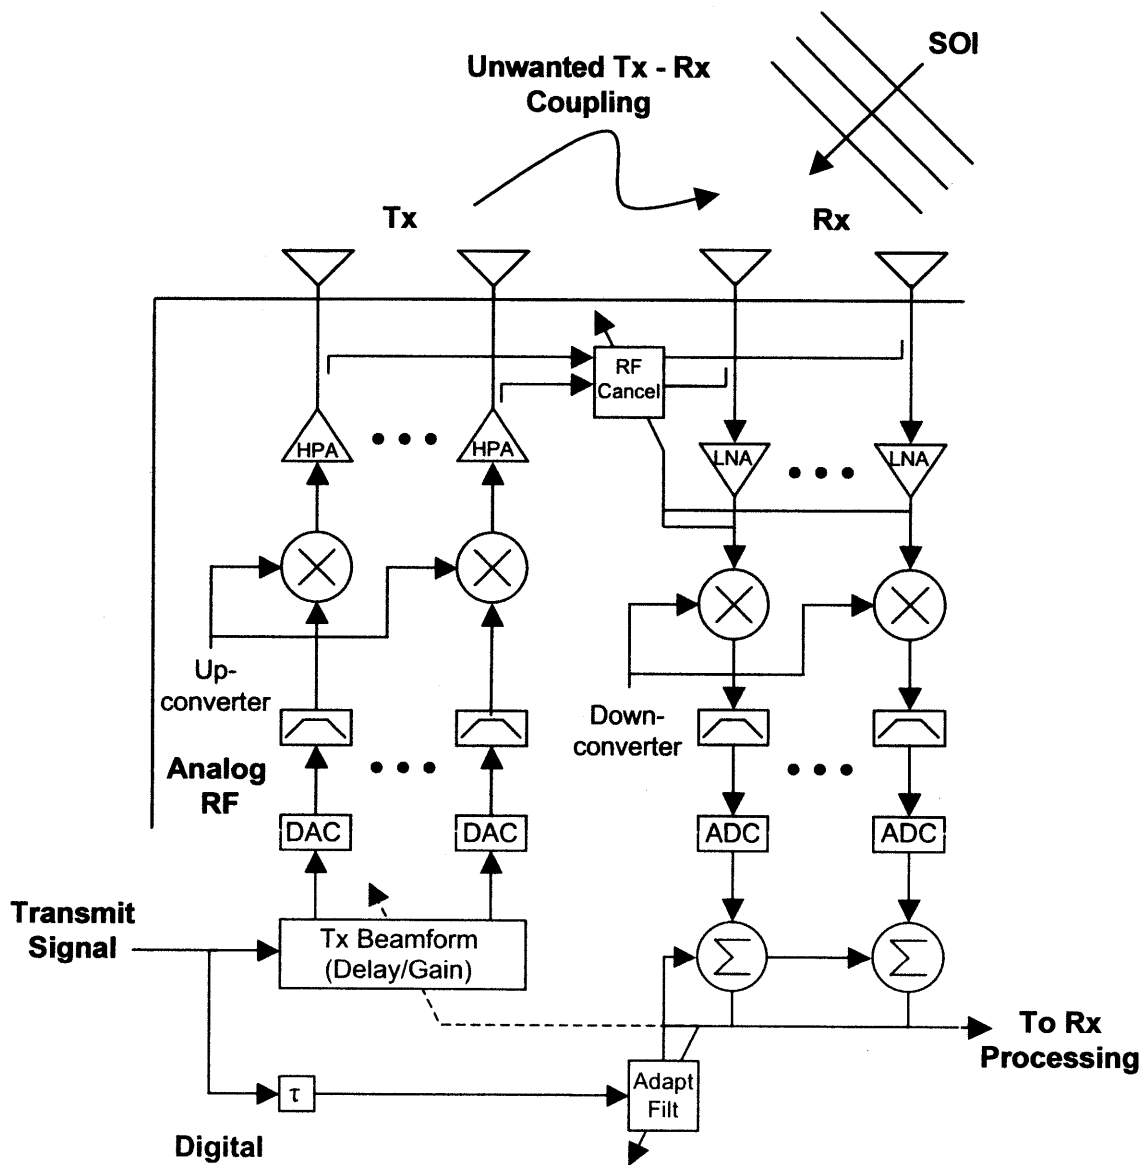 SOI
Unwanted Tx - Rx
Coupling
Tx
Rx
RF
Cancel
HPA
HPA
LNA
LNA
Up-
converter
Down-
converter
Analog
RF
DAC
DAC
ADC
ADC
Transmit
Signal
Tx Beamform
(Delay/Gain)
Σ
Σ
To Rx
Processing
τ
Adapt
Filt
Digital